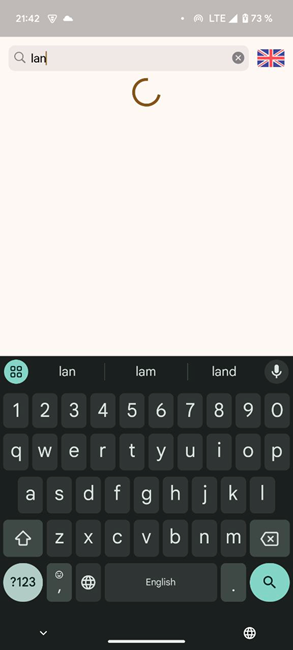 21:42 LTE 73 %
lan
lan lam land
1 2 3 4 5 6 7 8 9 0
q w e r t y u i o p
a s d f g h j k l
z x c v b n m
?123 , English .